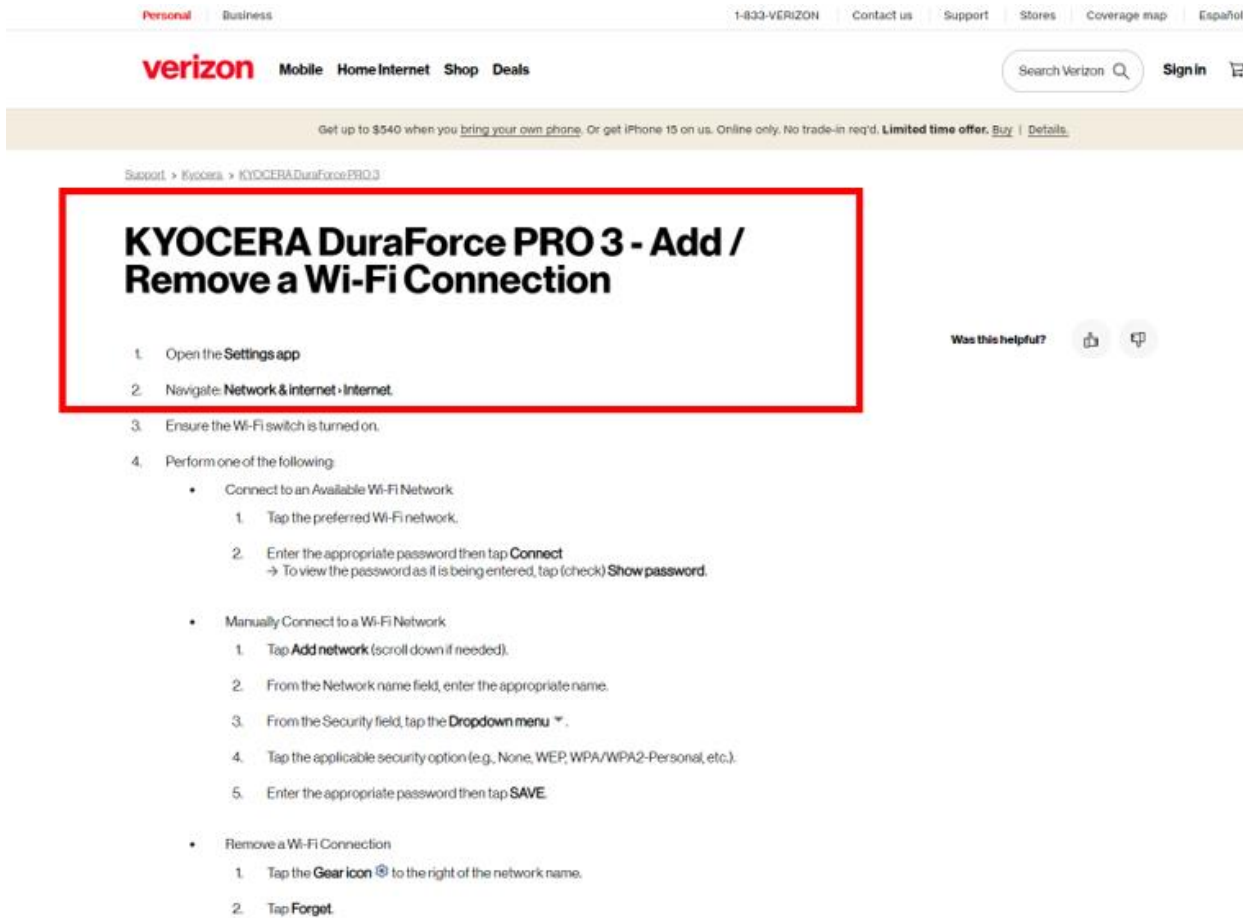 Personal Business 1-833-VERIZON Contact us Support Stores Coverage map Español
verizon Mobile Home Internet Shop Deals Search Verizon Sign in
Get up to $540 when you bring your own phone. Or get iPhone 15 on us. Online only. No trade-in req'd. Limited time offer. Buy | Details.
Support > Kyocera > KYOCERA DuraForce PRO 3
KYOCERA DuraForce PRO 3 - Add /
Remove a Wi-Fi Connection
Was this helpful?
1. Open the Settings app
2. Navigate: Network & internet > Internet.
3. Ensure the Wi-Fi switch is turned on.
4. Perform one of the following:
• Connect to an Available Wi-Fi Network
1. Tap the preferred Wi-Fi network.
2. Enter the appropriate password then tap Connect
→ To view the password as it is being entered, tap (check) Show password.
• Manually Connect to a Wi-Fi Network
1. Tap Add network (scroll down if needed).
2. From the Network name field, enter the appropriate name.
3. From the Security field, tap the Dropdown menu.
4. Tap the applicable security option (e.g., None, WEP, WPA/WPA2-Personal, etc.).
5. Enter the appropriate password then tap SAVE.
• Remove a Wi-Fi Connection
1. Tap the Gear icon to the right of the network name.
2. Tap Forget.